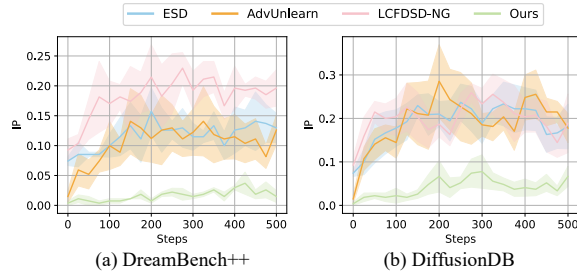 ESD AdvUnlearn LCFDSD-NG Ours
0.25
0.20
0.15
0.10
0.05
0.00
IP
0 100 200 300 400 500
Steps
(a) DreamBench++
0.3
0.2
0.1
0.0
IP
0 100 200 300 400 500
Steps
(b) DiffusionDB